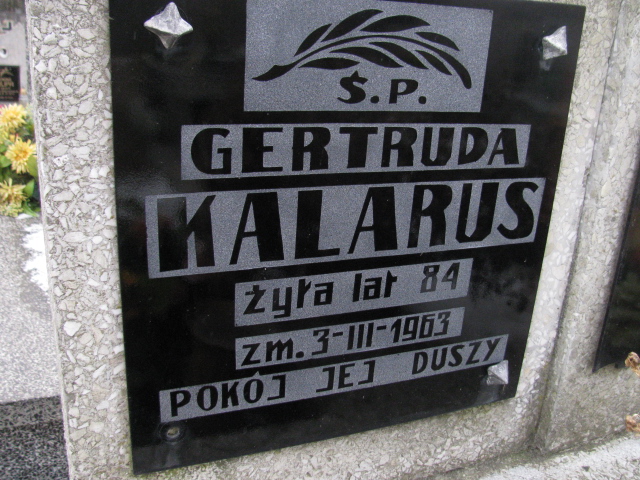 Ś.P.
GERTRUDA
KALARUS
żyła lat 84
zm. 3-III-1963
POKÓJ JEJ DUSZY